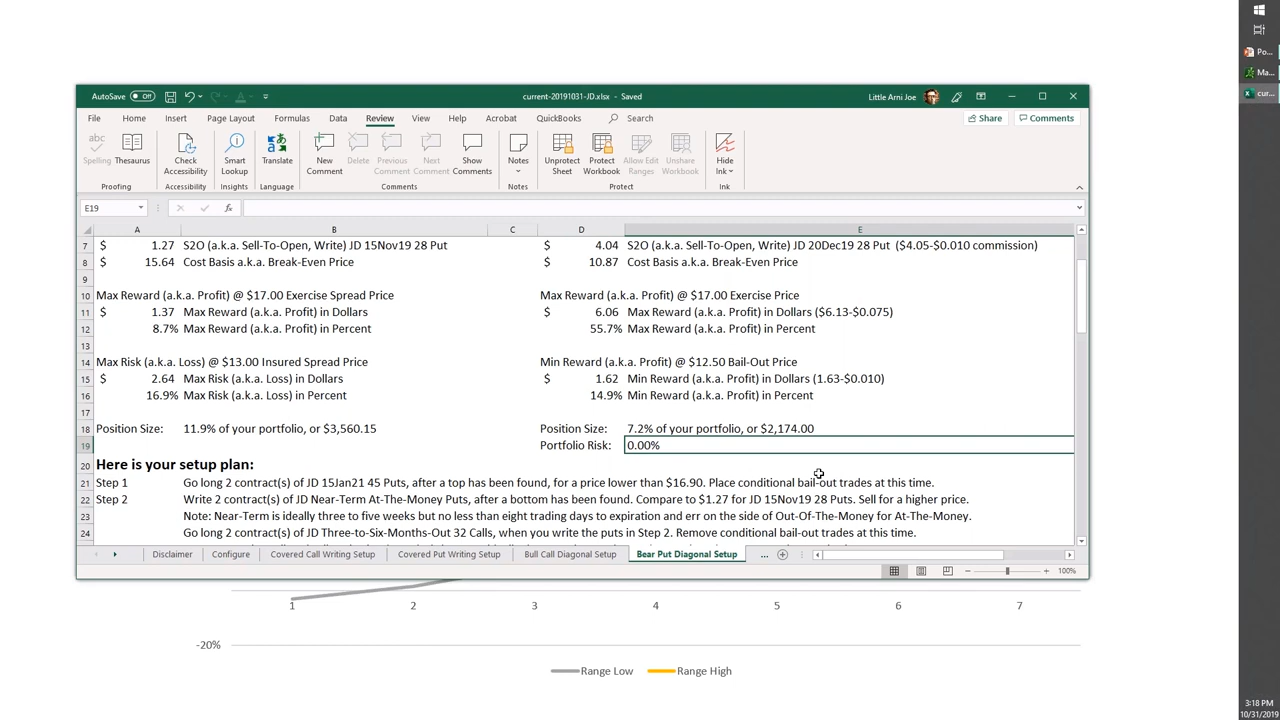 AutoSave Off current-20191031-JD.xlsx - Saved Little Arni Joe
File Home Insert Page Layout Formulas Data Review View Help Acrobat QuickBooks Search Share Comments
abc
Spelling Thesaurus Check Accessibility Smart Lookup Translate New Comment Delete Previous Comment Next Comment Show Comments Notes Unprotect Sheet Protect Workbook Allow Edit Ranges Unshare Workbook Hide Ink
Proofing Accessibility Insights Language Comments Notes Protect Ink
E19 fx
A B C D E
7 $ 1.27 S2O (a.k.a. Sell-To-Open, Write) JD 15Nov19 28 Put $ 4.04 S2O (a.k.a. Sell-To-Open, Write) JD 20Dec19 28 Put ($4.05-$0.010 commission)
8 $ 15.64 Cost Basis a.k.a. Break-Even Price $ 10.87 Cost Basis a.k.a. Break-Even Price
9
10 Max Reward (a.k.a. Profit) @ $17.00 Exercise Spread Price Max Reward (a.k.a. Profit) @ $17.00 Exercise Price
11 $ 1.37 Max Reward (a.k.a. Profit) in Dollars $ 6.06 Max Reward (a.k.a. Profit) in Dollars ($6.13-$0.075)
12 8.7% Max Reward (a.k.a. Profit) in Percent 55.7% Max Reward (a.k.a. Profit) in Percent
13
14 Max Risk (a.k.a. Loss) @ $13.00 Insured Spread Price Min Reward (a.k.a. Profit) @ $12.50 Bail-Out Price
15 $ 2.64 Max Risk (a.k.a. Loss) in Dollars $ 1.62 Min Reward (a.k.a. Profit) in Dollars (1.63-$0.010)
16 16.9% Max Risk (a.k.a. Loss) in Percent 14.9% Min Reward (a.k.a. Profit) in Percent
17
18 Position Size: 11.9% of your portfolio, or $3,560.15 Position Size: 7.2% of your portfolio, or $2,174.00
19 Portfolio Risk: 0.00%
20 Here is your setup plan:
21 Step 1 Go long 2 contract(s) of JD 15Jan21 45 Puts, after a top has been found, for a price lower than $16.90. Place conditional bail-out trades at this time.
22 Step 2 Write 2 contract(s) of JD Near-Term At-The-Money Puts, after a bottom has been found. Compare to $1.27 for JD 15Nov19 28 Puts. Sell for a higher price.
23 Note: Near-Term is ideally three to five weeks but no less than eight trading days to expiration and err on the side of Out-Of-The-Money for At-The-Money.
24 Go long 2 contract(s) of JD Three-to-Six-Months-Out 32 Calls, when you write the puts in Step 2. Remove conditional bail-out trades at this time.
Disclaimer Configure Covered Call Writing Setup Covered Put Writing Setup Bull Call Diagonal Setup Bear Put Diagonal Setup ...
100%
1 2 3 4 5 6 7
-20%
Range Low Range High
Po...
Ma...
cur...
3:18 PM
10/31/2019